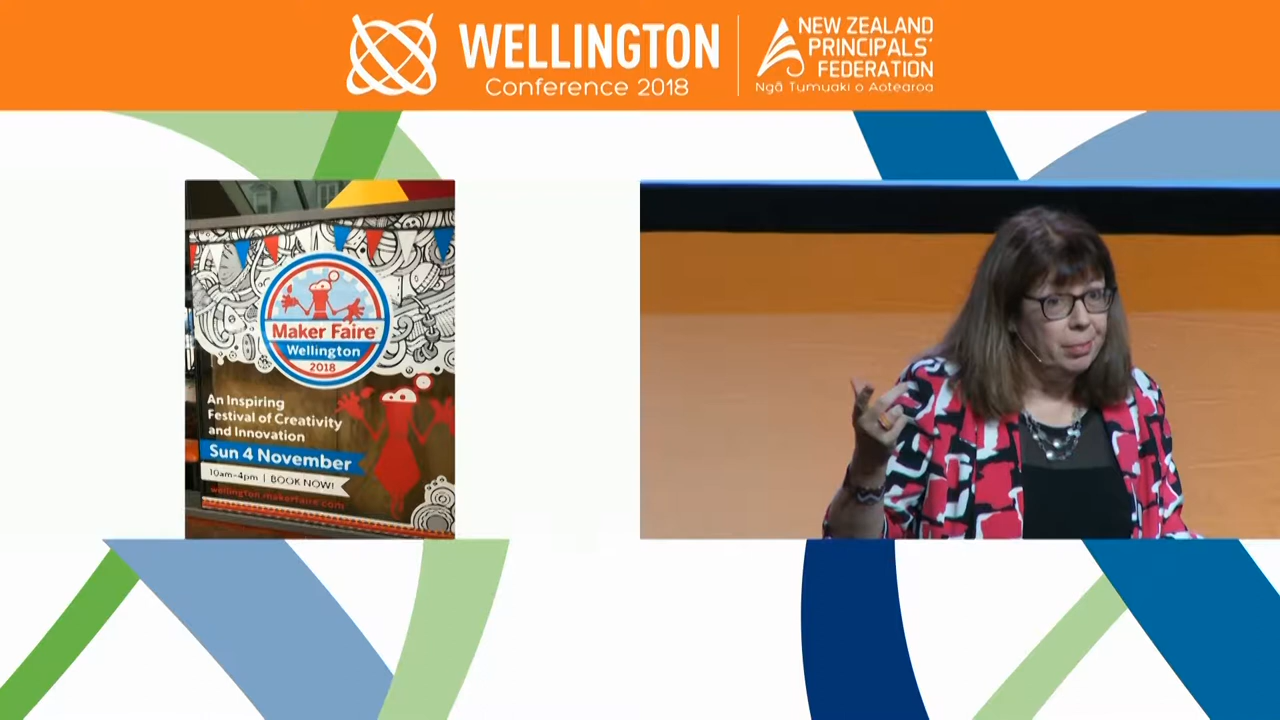 WELLINGTON
Conference 2018
NEW ZEALAND
PRINCIPALS'
FEDERATION
Ngā Tumuaki o Aotearoa
Maker Faire
Wellington
2018
An Inspiring
Festival of Creativity
and Innovation
Sun 4 November
10am-4pm | BOOK NOW!
wellington.makerfaire.com